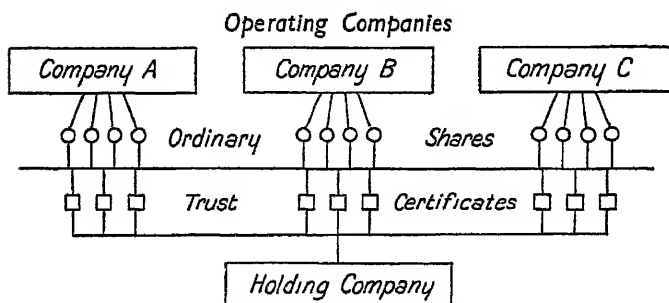 Operating Companies
Company A Company B Company C
Ordinary Shares
Trust Certificates
Holding Company